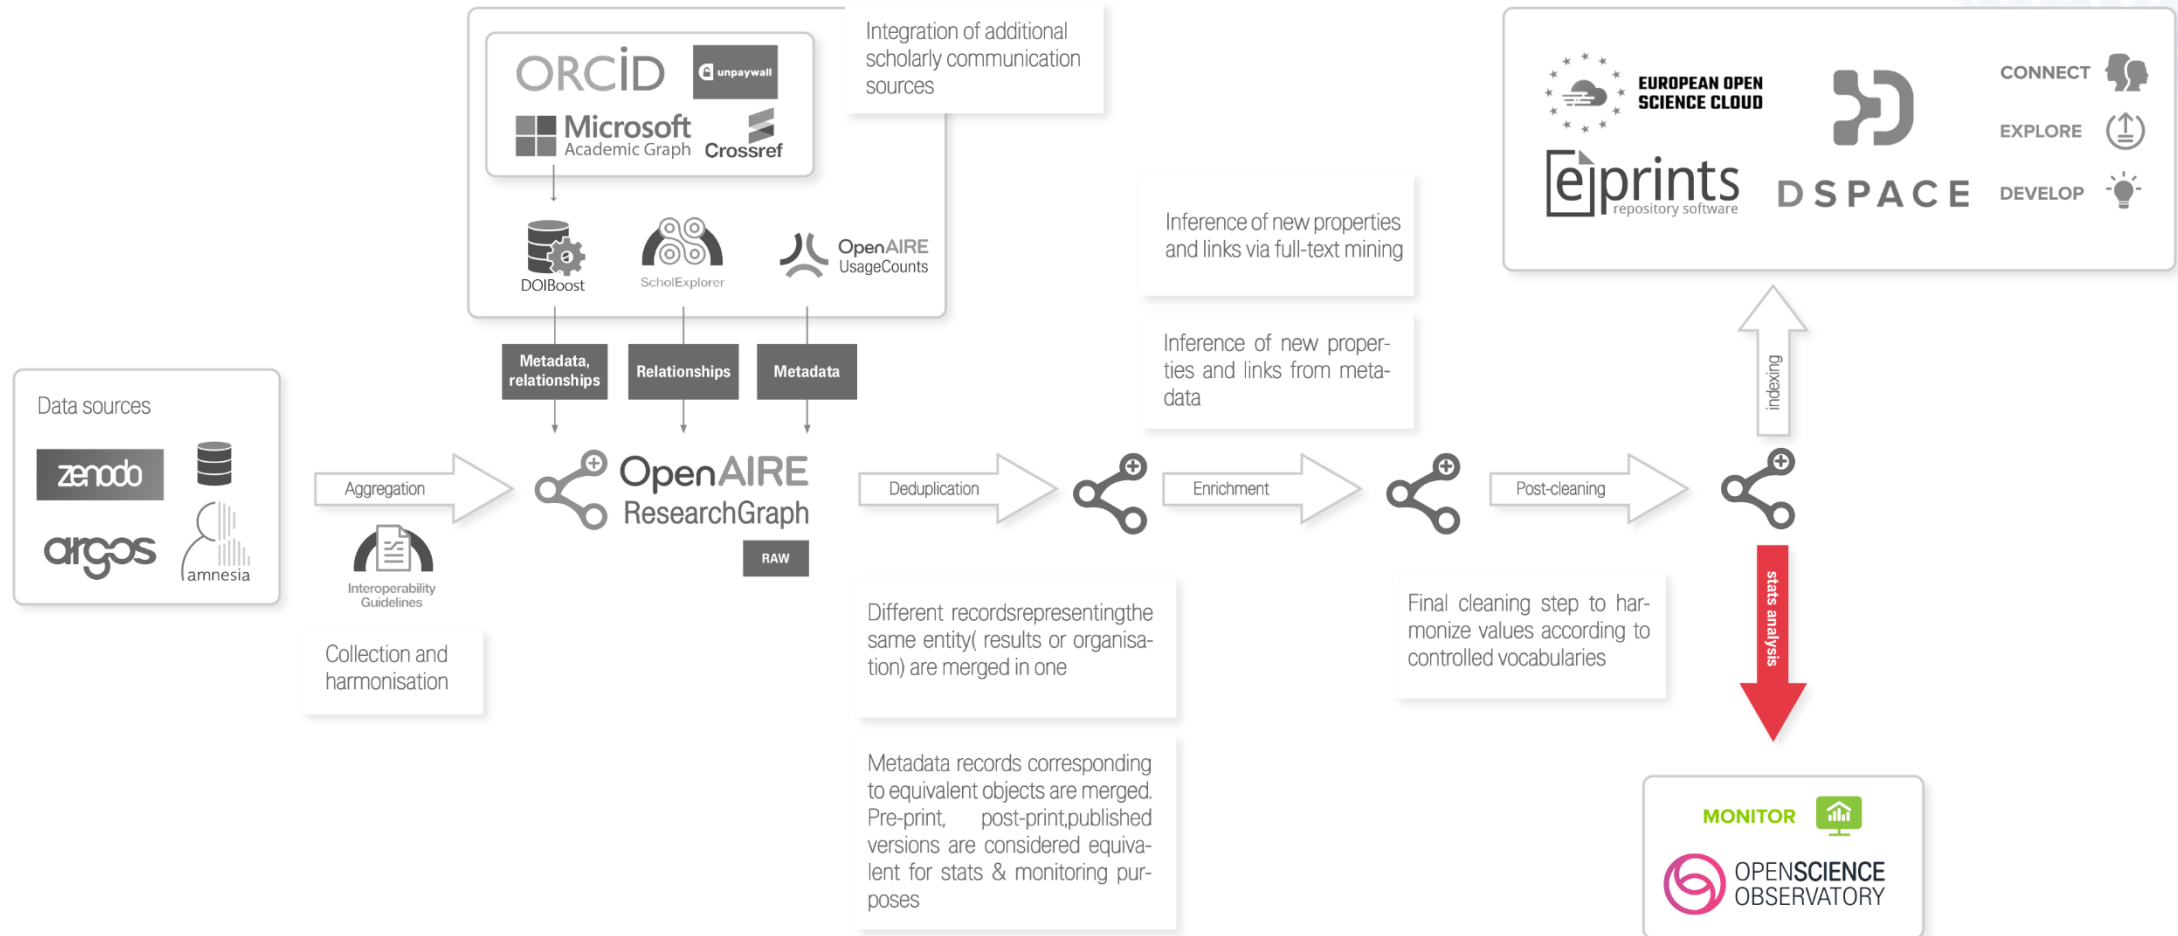 ORCiD
unpaywall
Microsoft
Academic Graph
Crossref
Integration of additional
scholarly communication
sources
DOIBoost
ScholExplorer
OpenAIRE
UsageCounts
Metadata,
relationships
Relationships
Metadata
Data sources
zenodo
argos
amnesia
Aggregation
Interoperability
Guidelines
Collection and
harmonisation
OpenAIRE
ResearchGraph
RAW
Deduplication
Different recordsrepresentingthe
same entity( results or organisa-
tion) are merged in one
Metadata records corresponding
to equivalent objects are merged.
Pre-print, post-print,published
versions are considered equiva-
lent for stats & monitoring pur-
poses
Inference of new properties
and links via full-text mining
Inference of new proper-
ties and links from meta-
data
Enrichment
Post-cleaning
Final cleaning step to har-
monize values according to
controlled vocabularies
EUROPEAN OPEN
SCIENCE CLOUD
eprints
repository software
DSPACE
CONNECT
EXPLORE
DEVELOP
indexing
stats analysis
MONITOR
OPENSCIENCE
OBSERVATORY